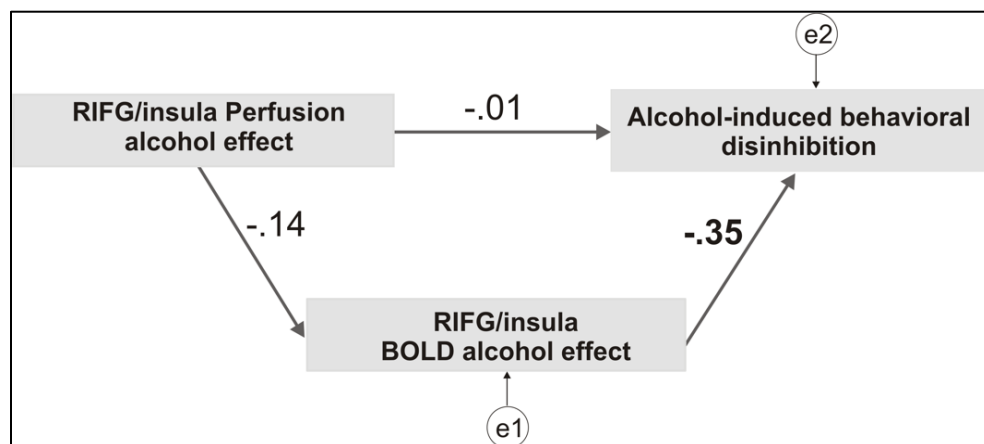 e2
RIFG/insula Perfusion
alcohol effect
-.01
Alcohol-induced behavioral
disinhibition
-.14
-.35
RIFG/insula
BOLD alcohol effect
e1